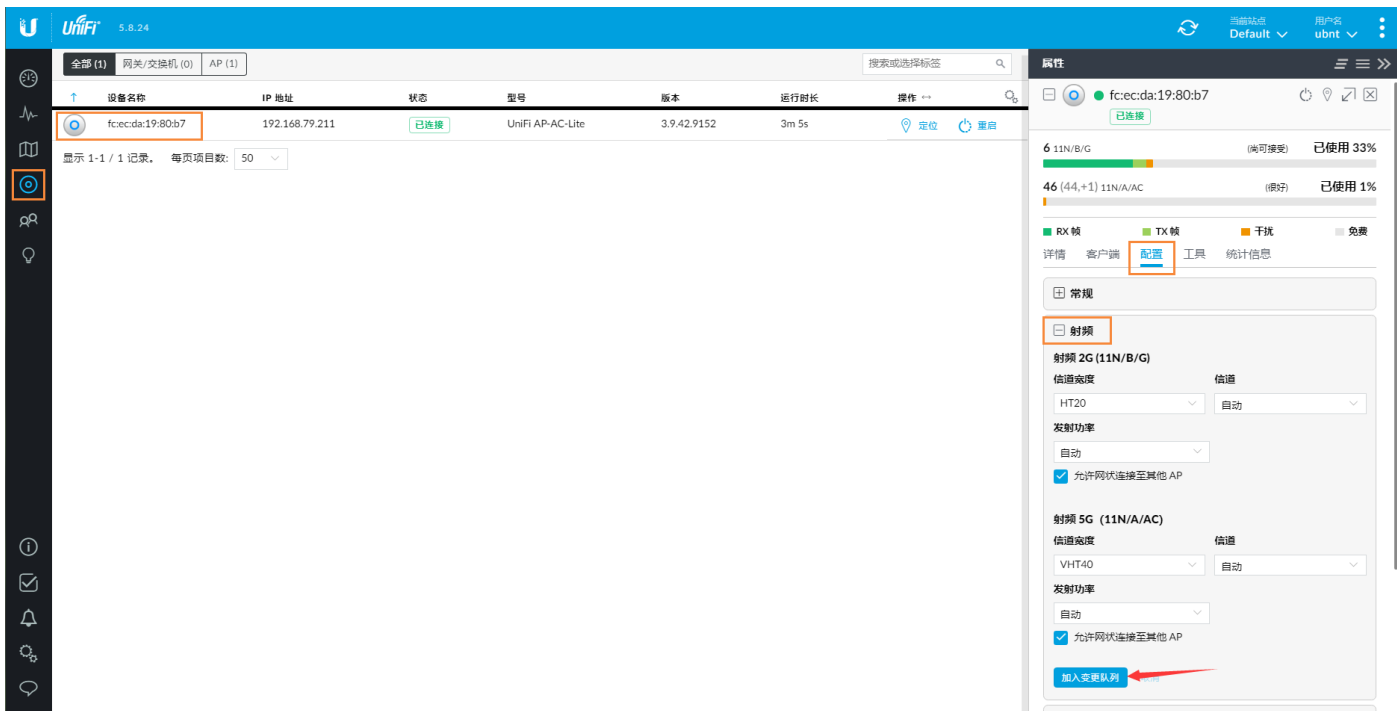 UniFi 5.8.24 当前站点 用户名
Default ubnt
全部 (1) 网关/交换机 (0) AP (1) 搜索或选择标签 属性
设备名称 IP 地址 状态 型号 版本 运行时长 操作
fc:ec:da:19:80:b7 192.168.79.211 已连接 UniFi AP-AC-Lite 3.9.42.9152 3m 5s 定位 重启
显示 1-1 / 1 记录。 每页项目数: 50
fc:ec:da:19:80:b7
已连接
6 11N/B/G (尚可接受) 已使用 33%
46 (44,+1) 11N/A/AC (很好) 已使用 1%
RX 帧 TX 帧 干扰 免费
详情 客户端 配置 工具 统计信息
常规
射频
射频 2G (11N/B/G)
信道宽度 信道
HT20 自动
发射功率
自动
允许网状连接至其他 AP
射频 5G (11N/A/AC)
信道宽度 信道
VHT40 自动
发射功率
自动
允许网状连接至其他 AP
加入变更队列